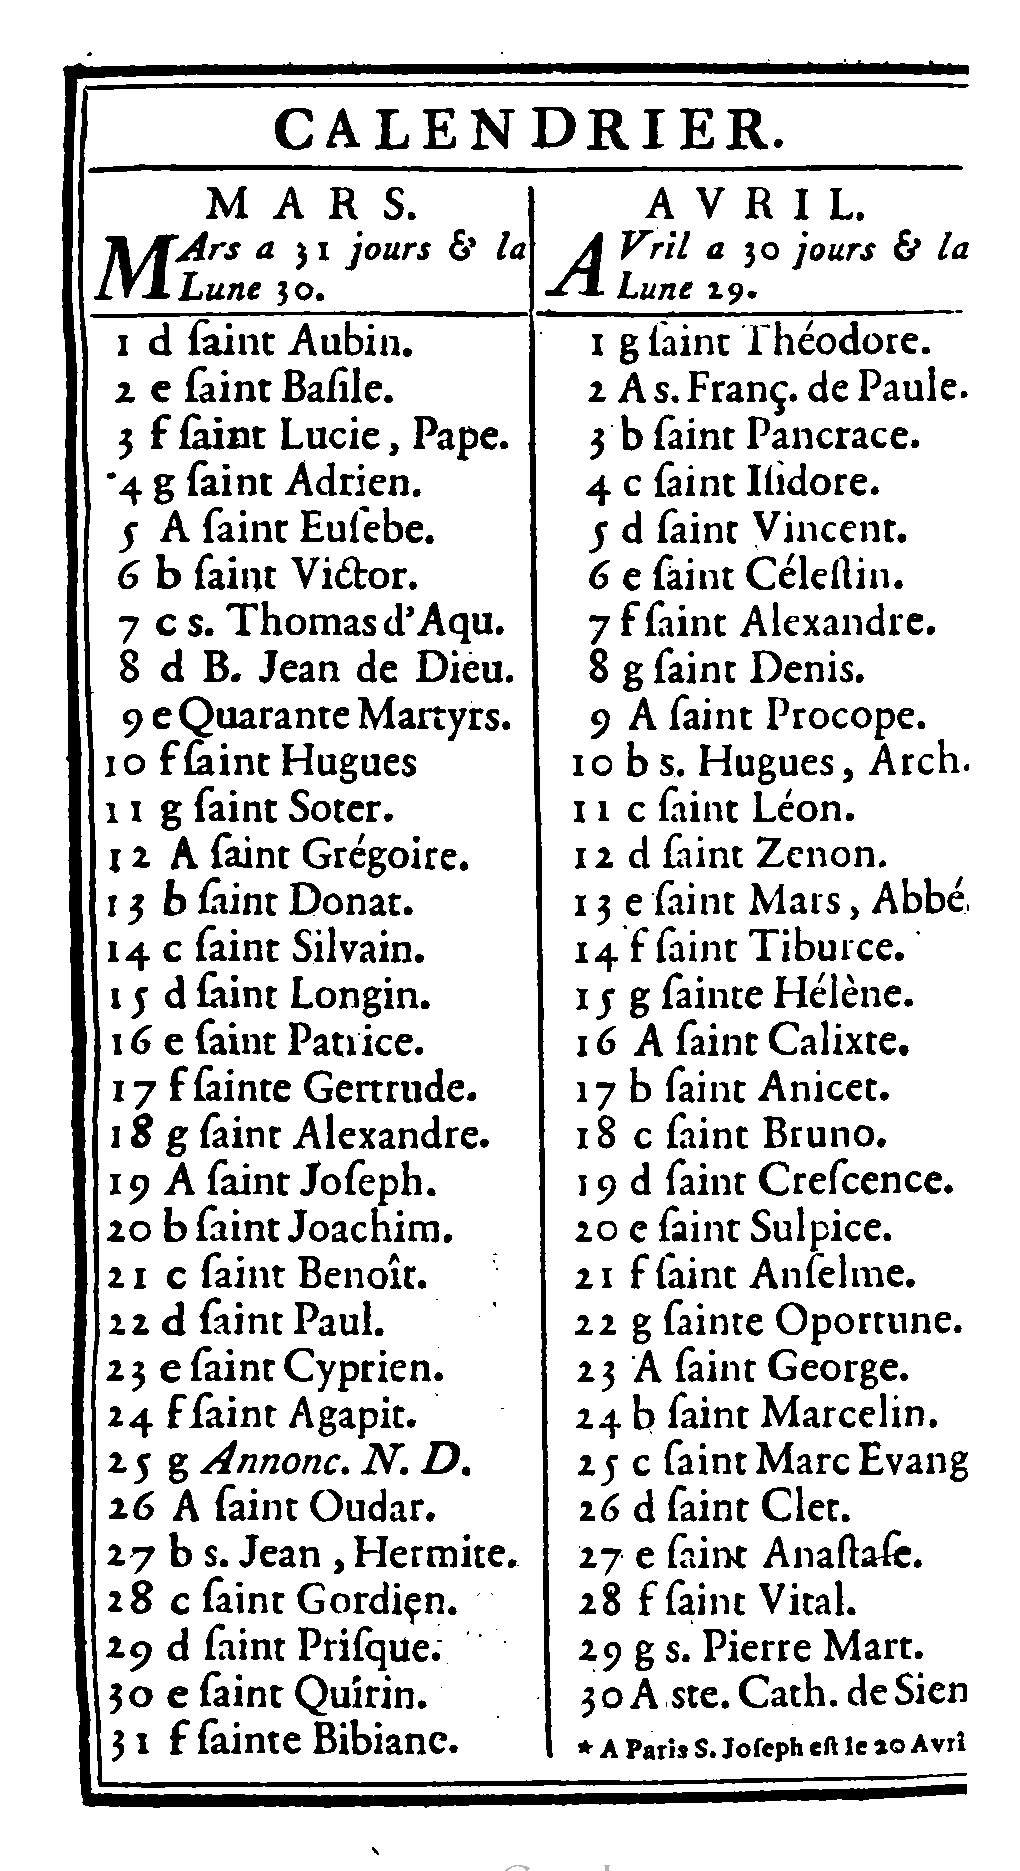 CALENDRIER.
MARS.
MArs a 31 jours & la
Lune 30.
1 d ſaint Aubin.
2 e ſaint Baſile.
3 f ſaint Lucie, Pape.
4 g ſaint Adrien.
5 A ſaint Euſebe.
6 b ſaint Victor.
7 c s. Thomas d'Aqu.
8 d B. Jean de Dieu.
9 e Quarante Martyrs.
10 f ſaint Hugues
11 g ſaint Soter.
12 A ſaint Grégoire.
13 b ſaint Donat.
14 c ſaint Silvain.
15 d ſaint Longin.
16 e ſaint Patrice.
17 f ſainte Gertrude.
18 g ſaint Alexandre.
19 A ſaint Joſeph.
20 b ſaint Joachim.
21 c ſaint Benoît.
22 d ſaint Paul.
23 e ſaint Cyprien.
24 f ſaint Agapit.
25 g Annonc. N. D.
26 A ſaint Oudar.
27 b s. Jean, Hermite.
28 c ſaint Gordien.
29 d ſaint Priſque.
30 e ſaint Quirin.
31 f ſainte Bibiane.
AVRIL.
AVril a 30 jours & la
Lune 29.
1 g ſaint Théodore.
2 A s. Franç. de Paule.
3 b ſaint Pancrace.
4 c ſaint Iſidore.
5 d ſaint Vincent.
6 e ſaint Céleſtin.
7 f ſaint Alexandre.
8 g ſaint Denis.
9 A ſaint Procope.
10 b s. Hugues, Arch.
11 c ſaint Léon.
12 d ſaint Zenon.
13 e ſaint Mars, Abbé.
14 f ſaint Tiburce.
15 g ſainte Hélène.
16 A ſaint Calixte.
17 b ſaint Anicet.
18 c ſaint Bruno.
19 d ſaint Creſcence.
20 e ſaint Sulpice.
21 f ſaint Anſelme.
22 g ſainte Oportune.
23 A ſaint George.
24 b ſaint Marcelin.
25 c ſaint Marc Evang
26 d ſaint Clet.
27 e ſaint Anaſtaſe.
28 f ſaint Vital.
29 g s. Pierre Mart.
30 A ste. Cath. de Sien
* A Paris S. Joſeph eſt le 20 Avril